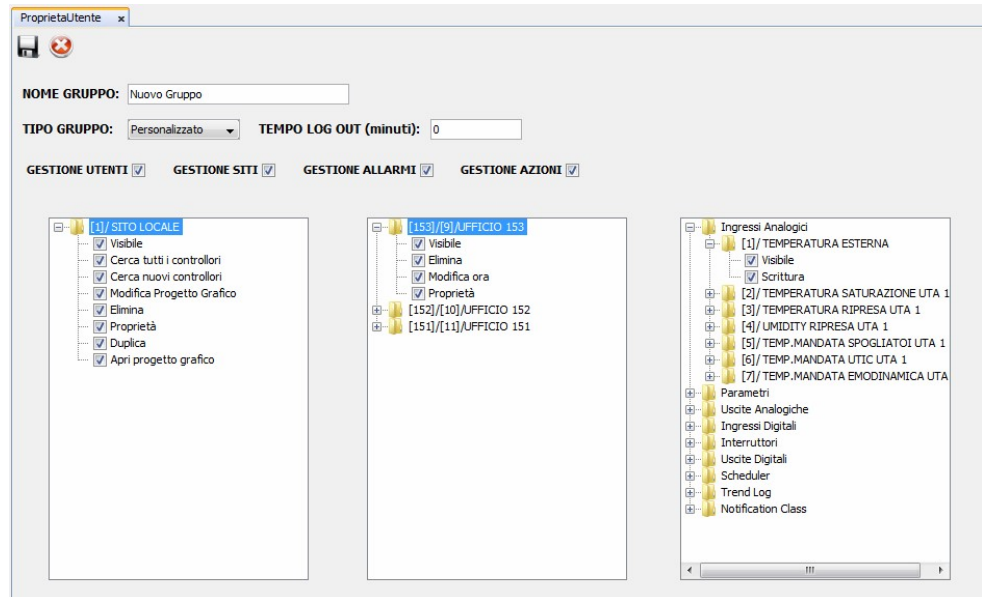 ProprietaUtente x
NOME GRUPPO: Nuovo Gruppo
TIPO GRUPPO: Personalizzato TEMPO LOG OUT (minuti): 0
GESTIONE UTENTI GESTIONE SITI GESTIONE ALLARMI GESTIONE AZIONI
[1]/ SITO LOCALE
Visibile
Cerca tutti i controllori
Cerca nuovi controllori
Modifica Progetto Grafico
Elimina
Proprietà
Duplica
Apri progetto grafico
[153]/[9]/UFFICIO 153
Visibile
Elimina
Modifica ora
Proprietà
[152]/[10]/UFFICIO 152
[151]/[11]/UFFICIO 151
Ingressi Analogici
[1]/ TEMPERATURA ESTERNA
Visibile
Scrittura
[2]/ TEMPERATURA SATURAZIONE UTA 1
[3]/ TEMPERATURA RIPRESA UTA 1
[4]/ UMIDITY RIPRESA UTA 1
[5]/ TEMP.MANDATA SPOGLIATOI UTA 1
[6]/ TEMP.MANDATA UTIC UTA 1
[7]/ TEMP.MANDATA EMODINAMICA UTA
Parametri
Uscite Analogiche
Ingressi Digitali
Interruttori
Uscite Digitali
Scheduler
Trend Log
Notification Class